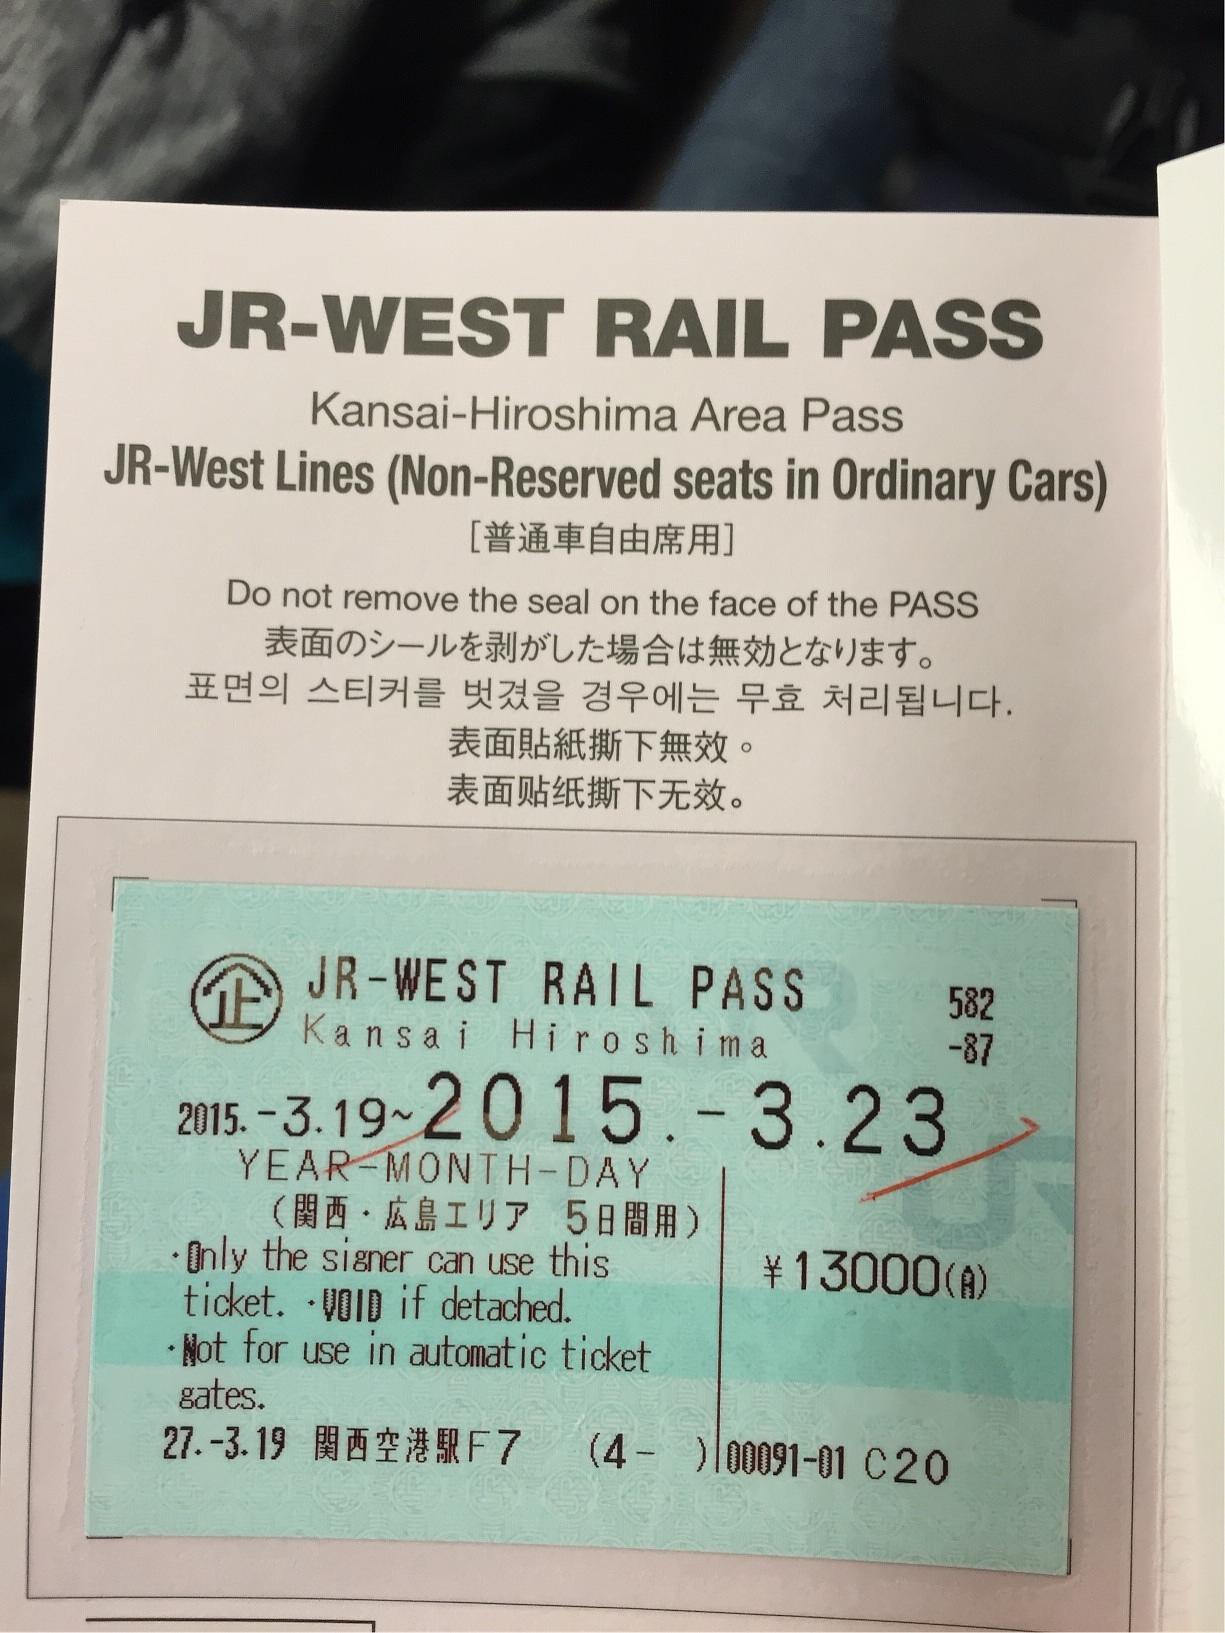 JR-WEST RAIL PASS
Kansai-Hiroshima Area Pass
JR-West Lines (Non-Reserved seats in Ordinary Cars)
[普通車自由席用]
Do not remove the seal on the face of the PASS
表面のシールを剥がした場合は無効となります。
표면의 스티커를 벗겼을 경우에는 무효 처리됩니다.
表面貼紙撕下無效。
表面贴纸撕下无效。
企 JR-WEST RAIL PASS 582
Kansai Hiroshima -87
2015.-3.19~2015.-3.23
YEAR-MONTH-DAY
(関西・広島エリア 5日間用)
・Only the signer can use this ¥13000(A)
ticket. ・VOID if detached.
・Not for use in automatic ticket
gates.
27.-3.19 関西空港駅F7 (4- ) 00091-01 C20